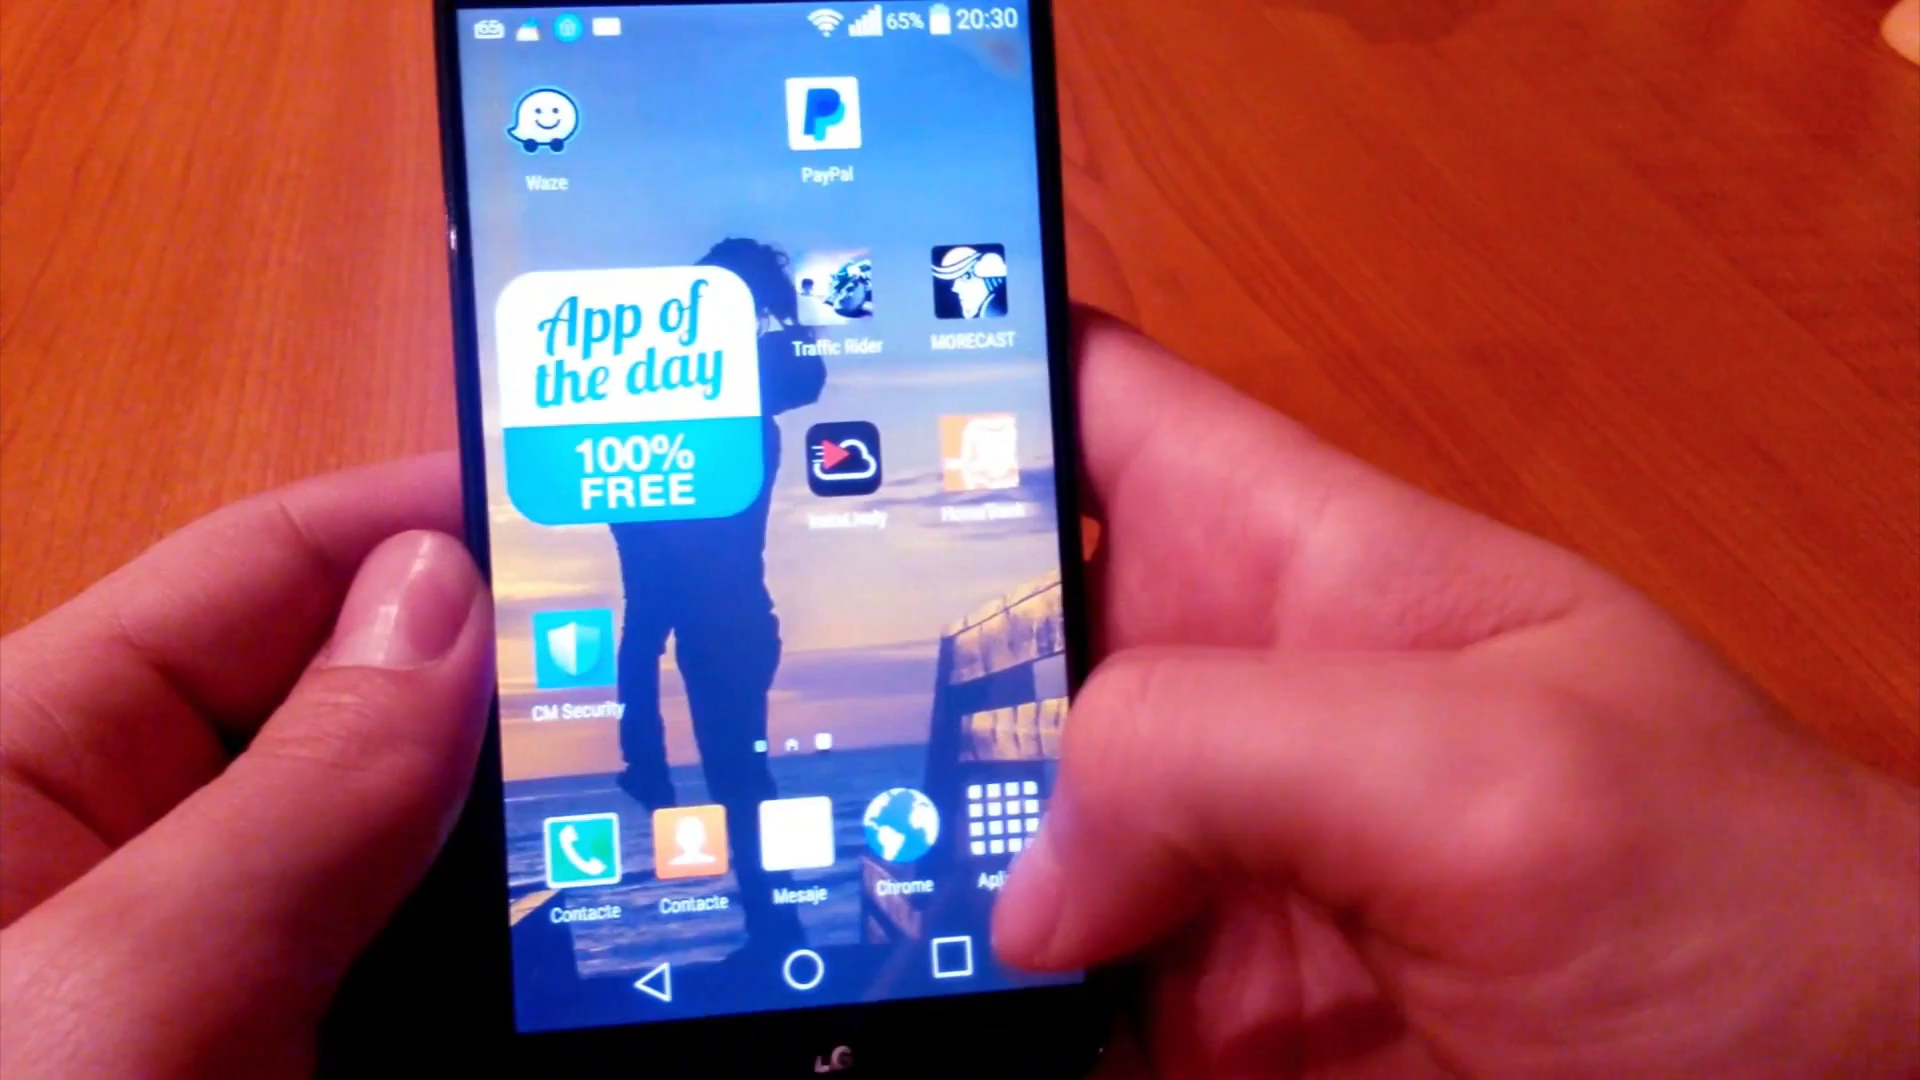 65% 20:30
Waze
PayPal
App of
the day
100%
FREE
Traffic Rider
MORECAST
CM Security
Contacte
Contacte
Mesaje
Chrome
LG